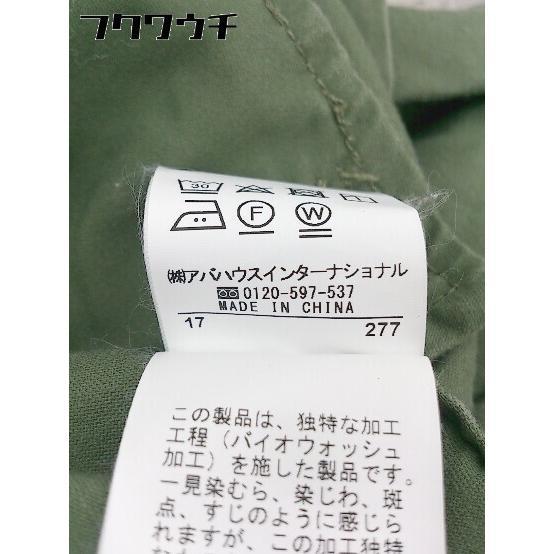 フクワウチ
30
F W
㈱アバハウスインターナショナル
0120-597-537
MADE IN CHINA
17 277
この製品は、独特な加工
工程（バイオウォッシュ
加工）を施した製品です。
一見染むら、染じわ、斑
点、すじのように感じら
れますが、この加工独特